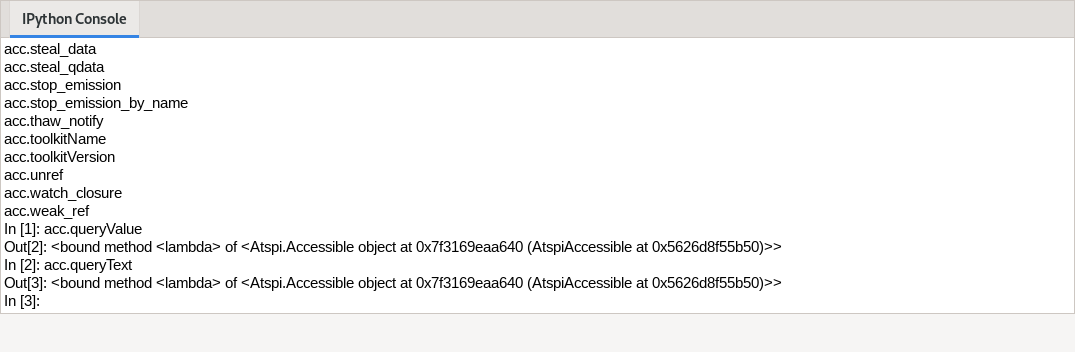 IPython Console
acc.steal_data
acc.steal_qdata
acc.stop_emission
acc.stop_emission_by_name
acc.thaw_notify
acc.toolkitName
acc.toolkitVersion
acc.unref
acc.watch_closure
acc.weak_ref
In [1]: acc.queryValue
Out[2]: <bound method <lambda> of <Atspi.Accessible object at 0x7f3169eaa640 (AtspiAccessible at 0x5626d8f55b50)>>
In [2]: acc.queryText
Out[3]: <bound method <lambda> of <Atspi.Accessible object at 0x7f3169eaa640 (AtspiAccessible at 0x5626d8f55b50)>>
In [3]: